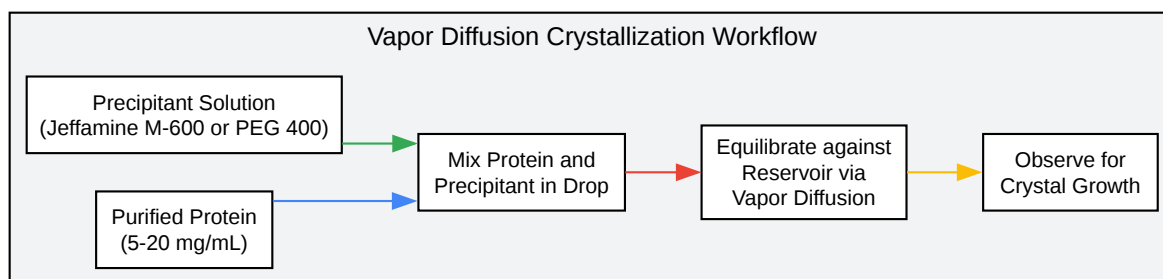 Vapor Diffusion Crystallization Workflow
Precipitant Solution
(Jeffamine M-600 or PEG 400)
Purified Protein
(5-20 mg/mL)
Mix Protein and
Precipitant in Drop
Equilibrate against
Reservoir via
Vapor Diffusion
Observe for
Crystal Growth